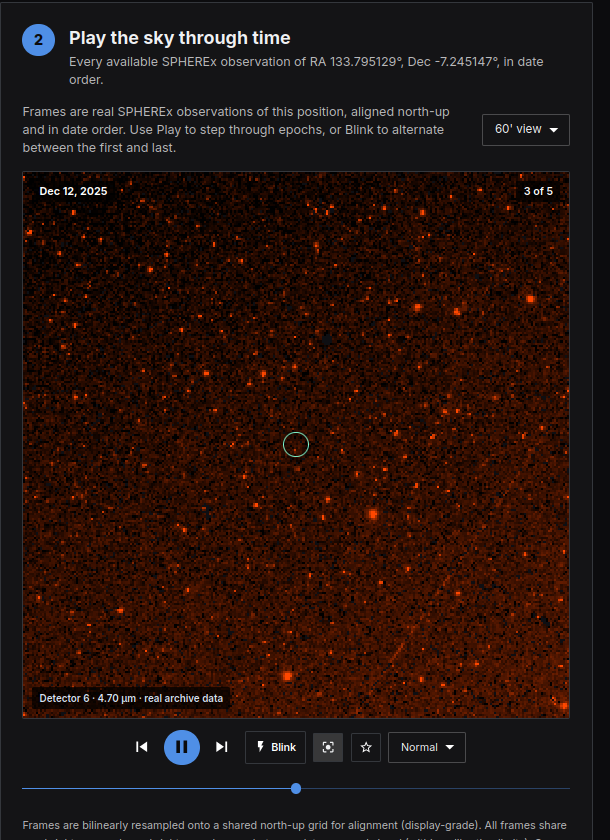 2
Play the sky through time
Every available SPHEREx observation of RA 133.795129°, Dec -7.245147°, in date
order.
Frames are real SPHEREx observations of this position, aligned north-up
and in date order. Use Play to step through epochs, or Blink to alternate
between the first and last.
60' view
Dec 12, 2025
3 of 5
Detector 6 · 4.70 µm · real archive data
Blink
Normal
Frames are bilinearly resampled onto a shared north-up grid for alignment (display-grade). All frames share